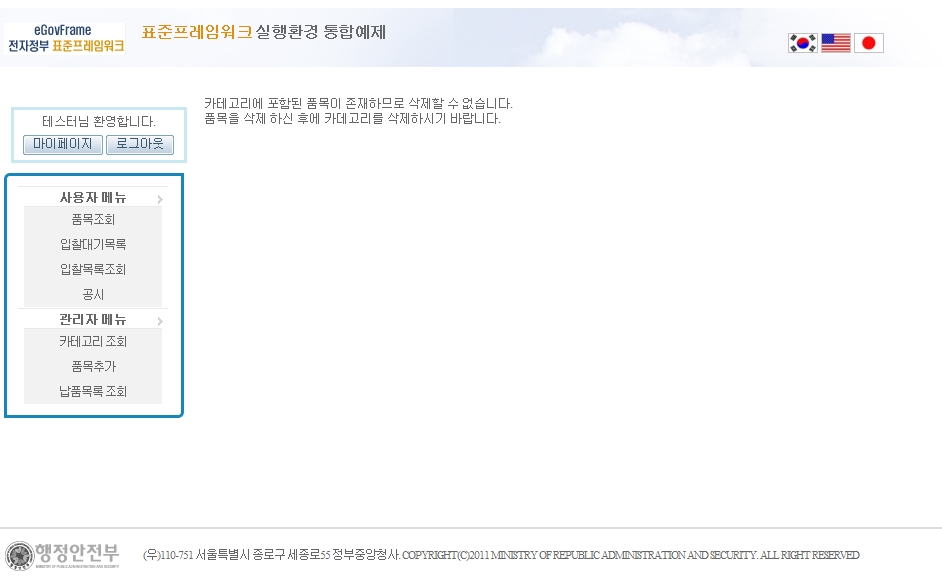 eGovFrame
전자정부 표준프레임워크
표준프레임워크 실행환경 통합예제
테스터님 환영합니다.
마이페이지 로그아웃
사용자 메뉴
품목조회
입찰대기목록
입찰목록조회
공시
관리자 메뉴
카테고리 조회
품목추가
납품목록 조회
카테고리에 포함된 품목이 존재하므로 삭제할 수 없습니다.
품목을 삭제 하신 후에 카데고리를 삭제하시기 바랍니다.
행정안전부
MINISTRY OF PUBLIC ADMINISTRATION AND SECURITY
(우)110-751 서울특별시 종로구 세종로55 정부중앙청사. COPYRIGHT(C)2011 MINISTRY OF REPUBLIC ADMINISTRATION AND SECURITY. ALL RIGHT RESERVED